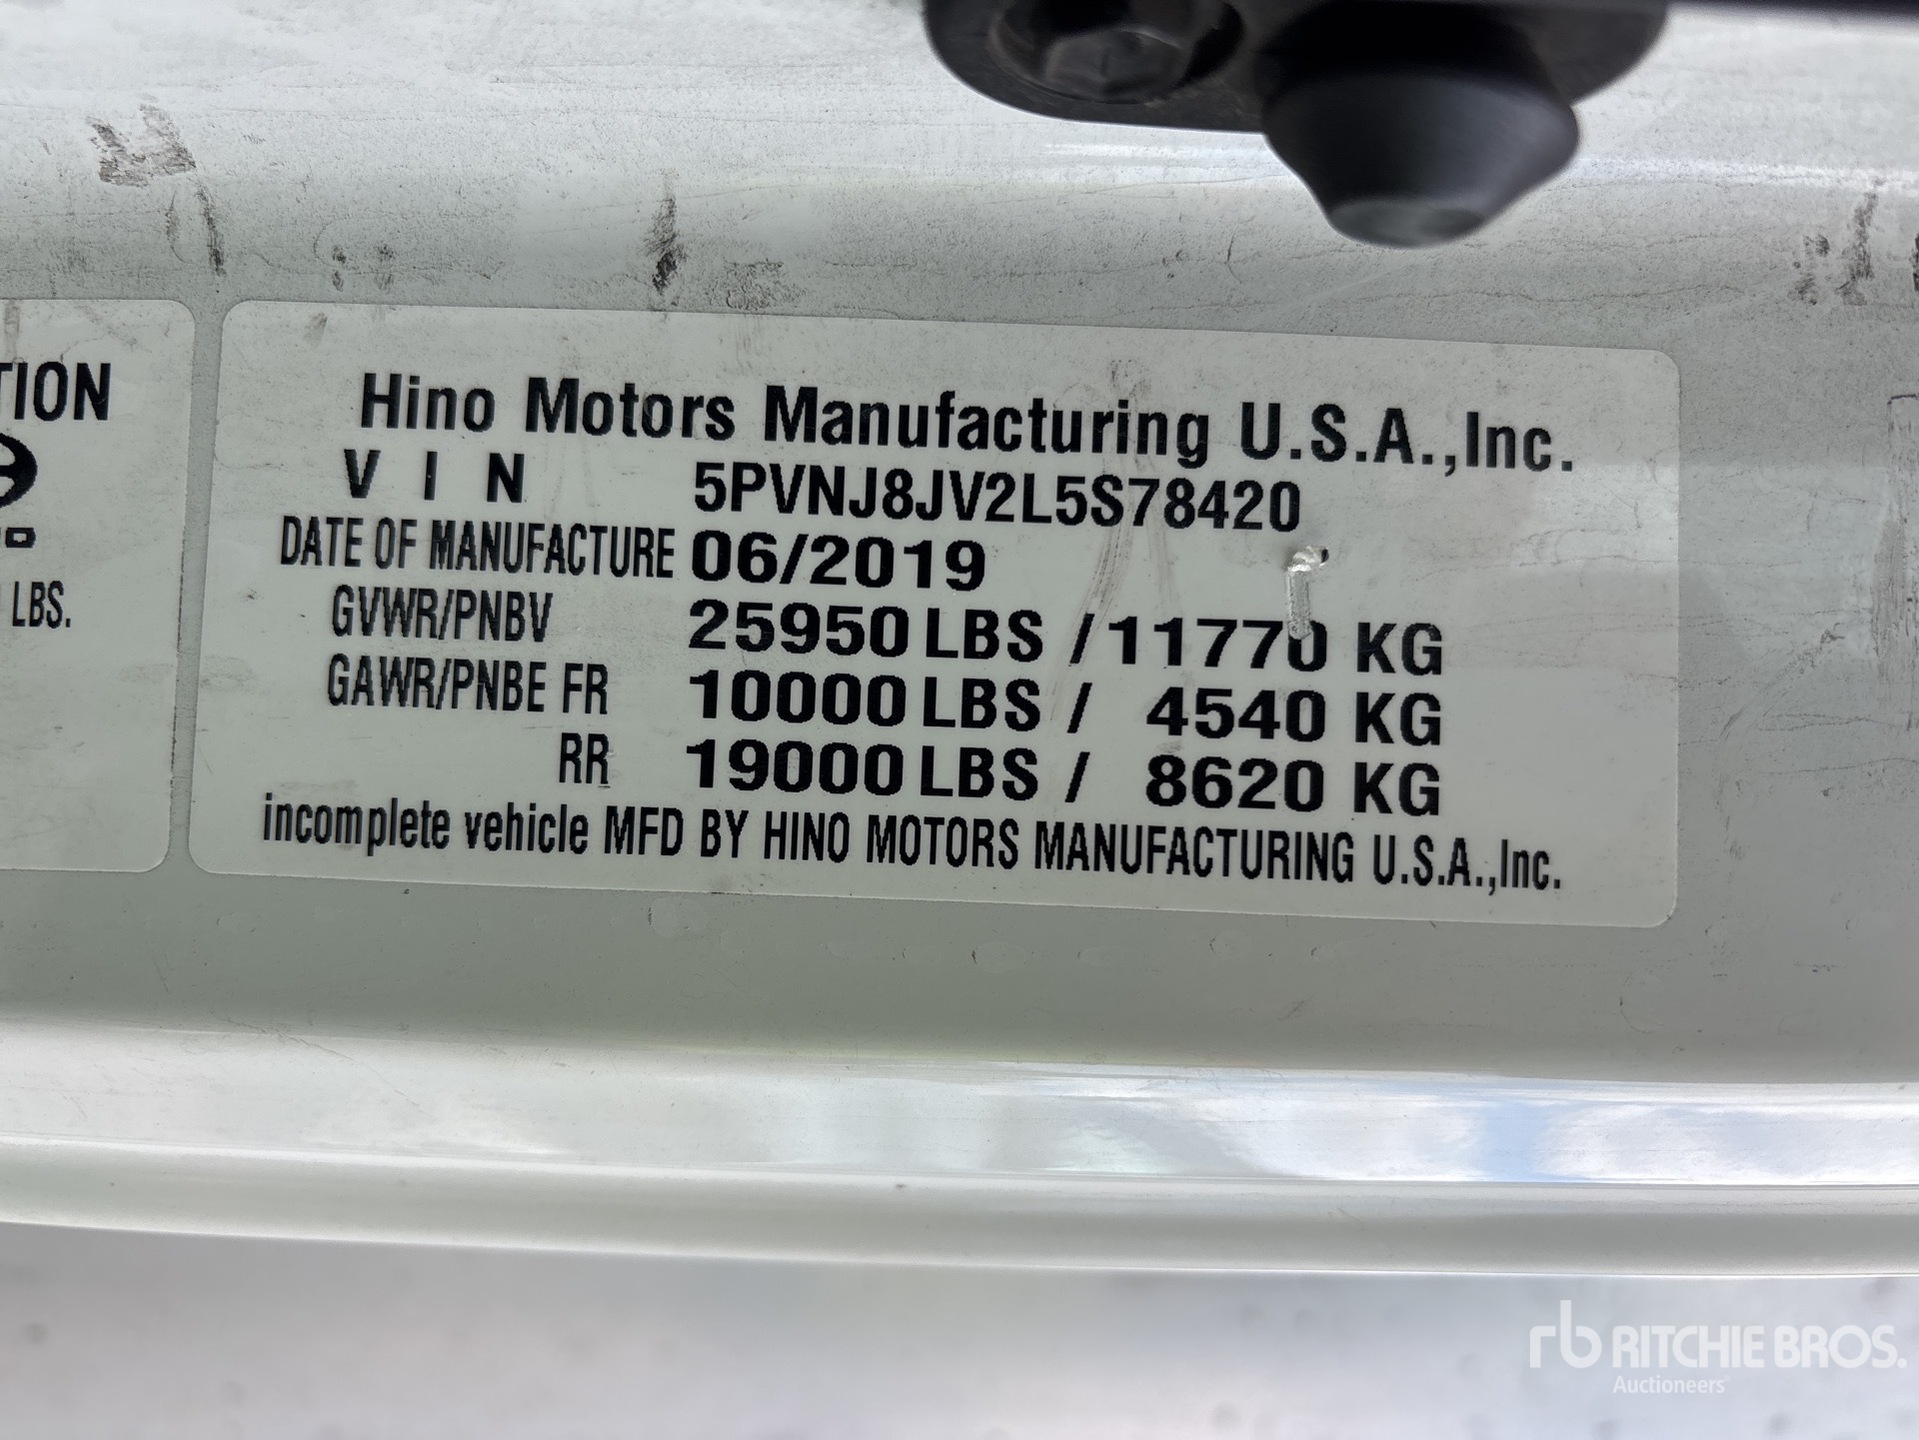 TION
LBS.
Hino Motors Manufacturing U.S.A.,Inc.
V I N 5PVNJ8JV2L5S78420
DATE OF MANUFACTURE 06/2019
GVWR/PNBV 25950 LBS / 11770 KG
GAWR/PNBE FR 10000 LBS / 4540 KG
RR 19000 LBS / 8620 KG
incomplete vehicle MFD BY HINO MOTORS MANUFACTURING U.S.A.,Inc.
rb RITCHIE BROS.
Auctioneers